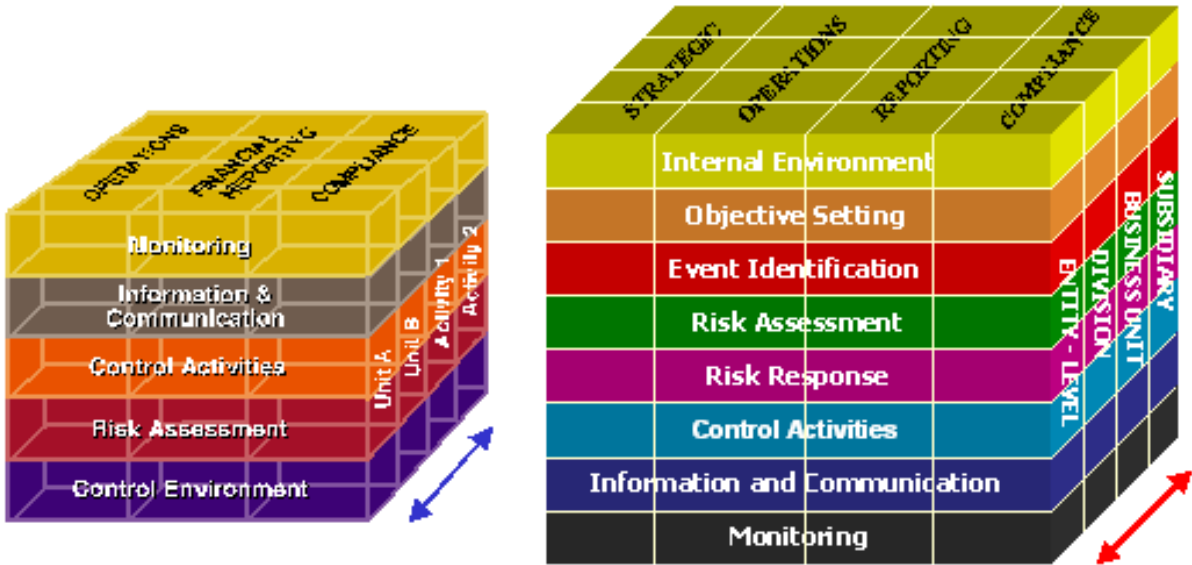 OPERATIONS
FINANCIAL
REPORTING
COMPLIANCE
Monitoring
Information &
Communication
Control Activities
Risk Assessment
Control Environment
Unit A
Unit B
Activity 1
Activity 2
STRATEGIC
OPERATIONS
REPORTING
COMPLIANCE
Internal Environment
Objective Setting
Event Identification
Risk Assessment
Risk Response
Control Activities
Information and Communication
Monitoring
ENTITY - LEVEL
DIVISION
BUSINESS UNIT
SUBSIDIARY